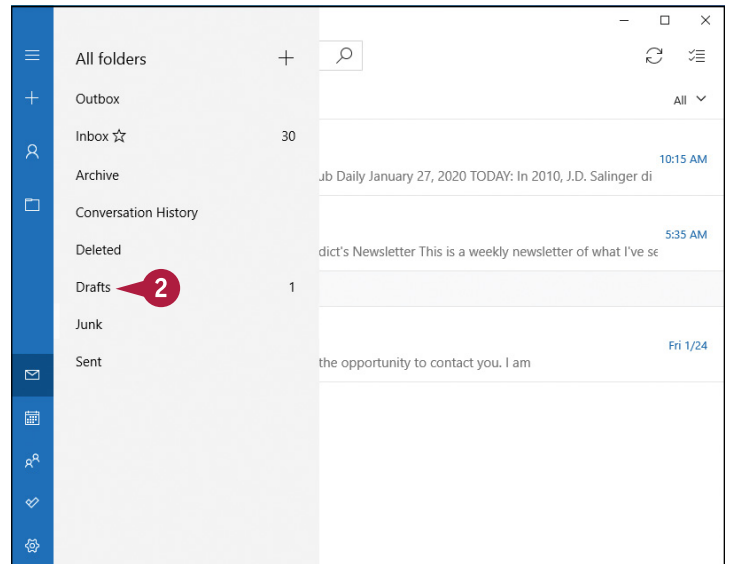 All folders
Outbox
All
Inbox 30
10:15 AM
Archive
ub Daily January 27, 2020 TODAY: In 2010, J.D. Salinger di
Conversation History
5:35 AM
Deleted
dict's Newsletter This is a weekly newsletter of what I've se
Drafts 2 1
Junk
Fri 1/24
Sent
the opportunity to contact you. I am